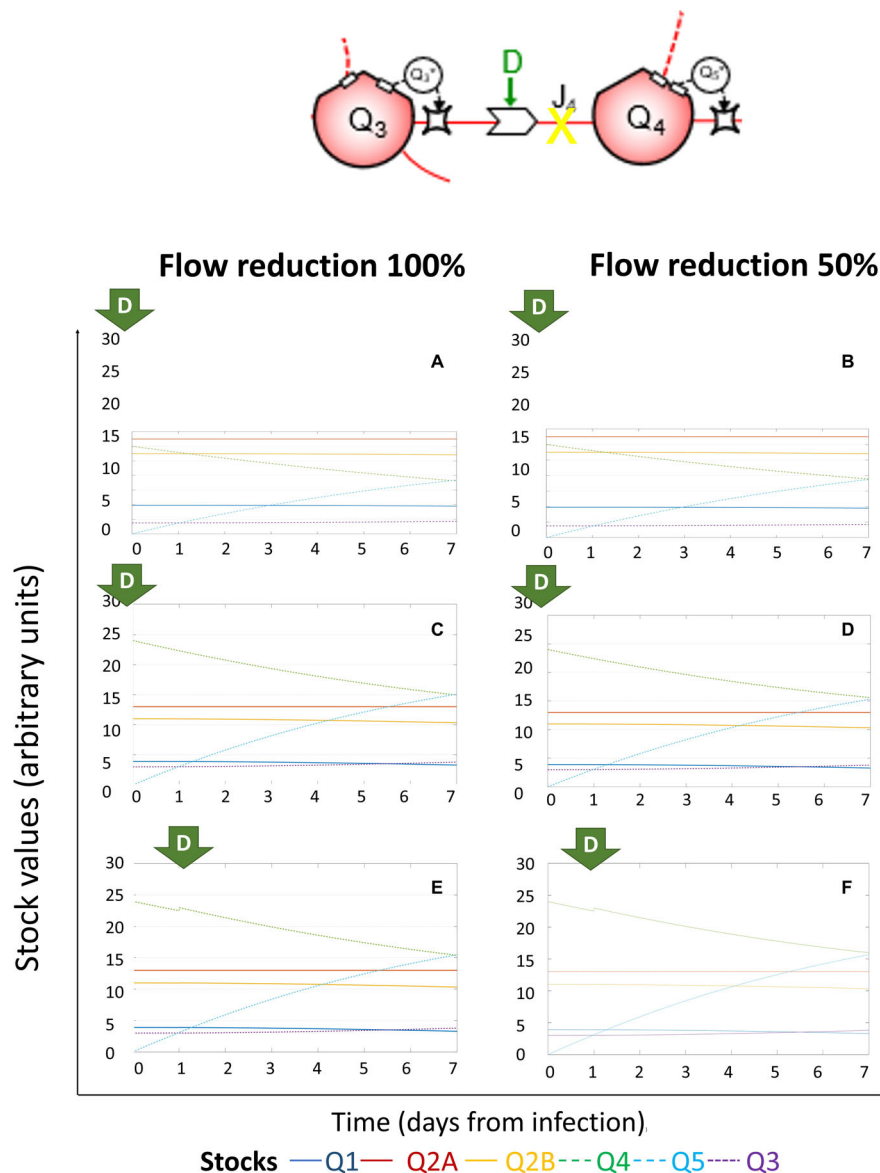 D
Q3* Q5*
J4
Q3 X Q4
Flow reduction 100% Flow reduction 50%
D D
30 30
A B
25 25
20 20
15 15
10 10
5 5
0 0
0 1 2 3 4 5 6 7 0 1 2 3 4 5 6 7
D D
30 30
C D
25 25
20 20
15 15
10 10
5 5
0 0
0 1 2 3 4 5 6 7 0 1 2 3 4 5 6 7
D D
30 30
E F
25 25
20 20
15 15
10 10
5 5
0 0
0 1 2 3 4 5 6 7 0 1 2 3 4 5 6 7
Stock values (arbitrary units)
Time (days from infection)
Stocks Q1 Q2A Q2B Q4 Q5 Q3